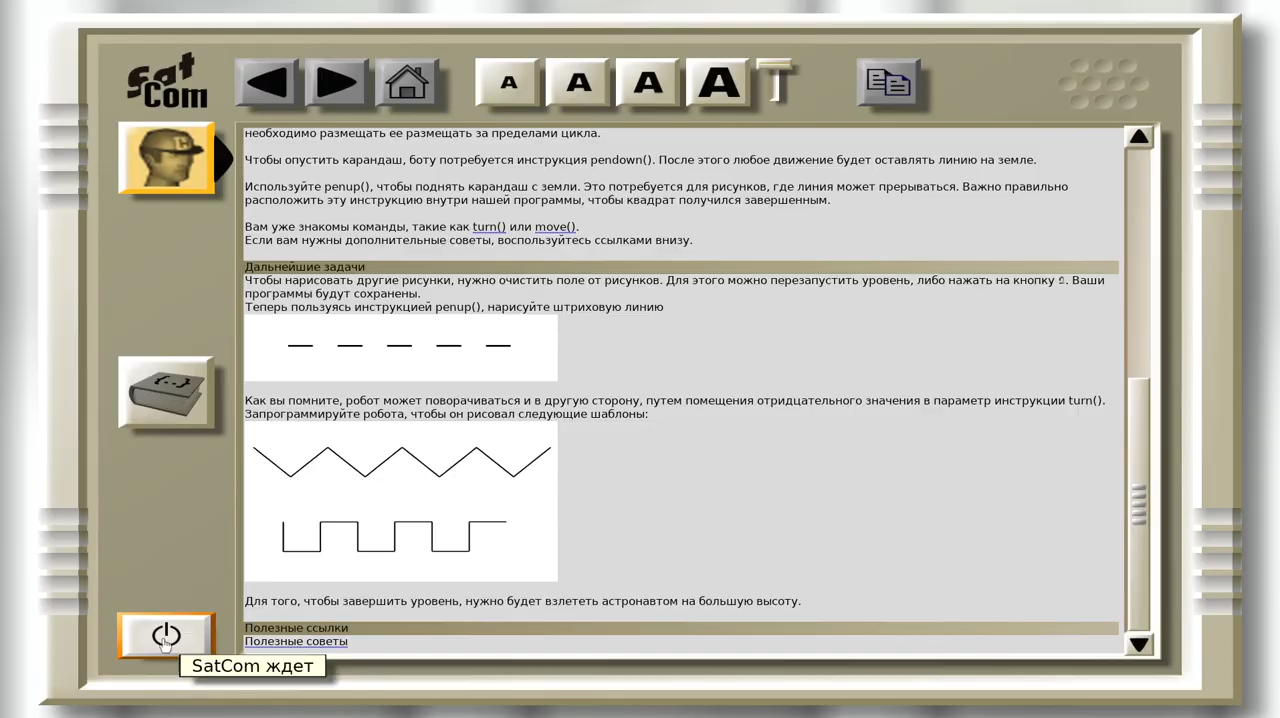 Sat
Com
A A A A T
необходимо размещать ее размещать за пределами цикла.
Чтобы опустить карандаш, боту потребуется инструкция pendown(). После этого любое движение будет оставлять линию на земле.
Используйте penup(), чтобы поднять карандаш с земли. Это потребуется для рисунков, где линия может прерываться. Важно правильно
расположить эту инструкцию внутри нашей программы, чтобы квадрат получился завершенным.
Вам уже знакомы команды, такие как turn() или move().
Если вам нужны дополнительные советы, воспользуйтесь ссылками внизу.
Дальнейшие задачи
Чтобы нарисовать другие рисунки, нужно очистить поле от рисунков. Для этого можно перезапустить уровень, либо нажать на кнопку . Ваши
программы будут сохранены.
Теперь пользуясь инструкцией penup(), нарисуйте штриховую линию
Как вы помните, робот может поворачиваться и в другую сторону, путем помещения отридцательного значения в параметр инструкции turn().
Запрограммируйте робота, чтобы он рисовал следующие шаблоны:
Для того, чтобы завершить уровень, нужно будет взлететь астронавтом на большую высоту.
Полезные ссылки
Полезные советы
SatCom ждет